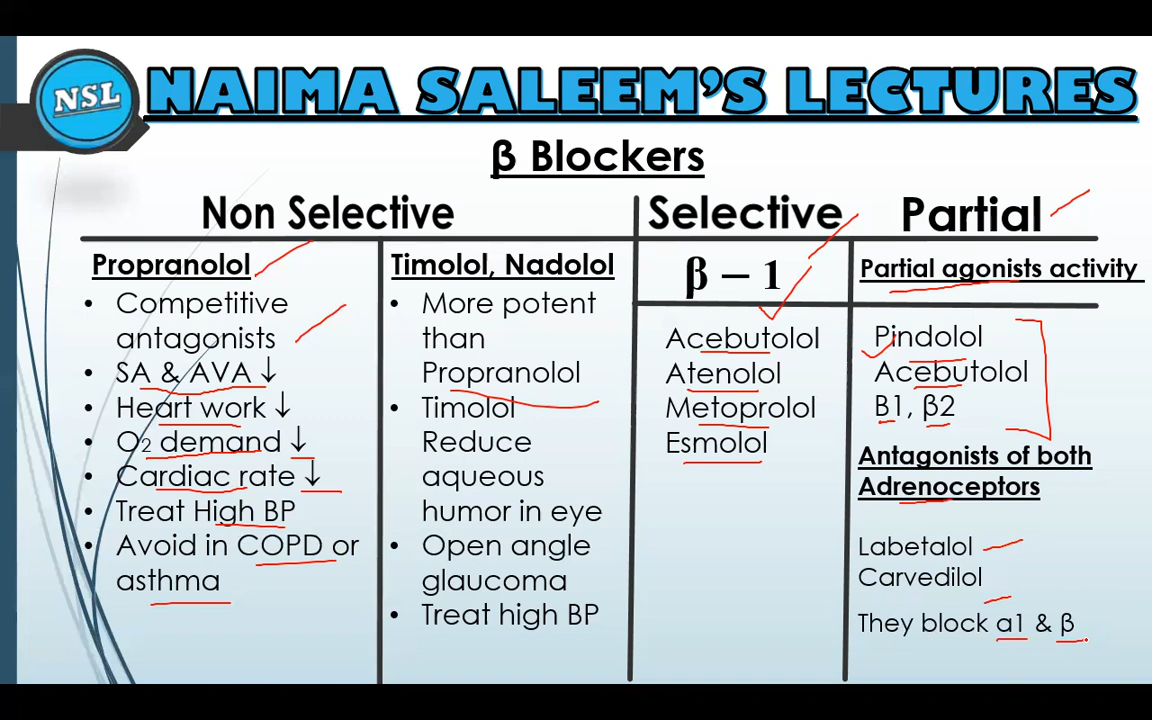 NSL
NAIMA SALEEM'S LECTURES
β Blockers
Non Selective
Propranolol
• Competitive
antagonists
• SA & AVA ↓
• Heart work ↓
• O2 demand ↓
• Cardiac rate ↓
• Treat High BP
• Avoid in COPD or
asthma
Timolol, Nadolol
• More potent
than
Propranolol
• Timolol
Reduce
aqueous
humor in eye
• Open angle
glaucoma
• Treat high BP
Selective
β – 1
Acebutolol
Atenolol
Metoprolol
Esmolol
Partial
Partial agonists activity
Pindolol
Acebutolol
B1, β2
Antagonists of both
Adrenoceptors
Labetalol
Carvedilol
They block a1 & β